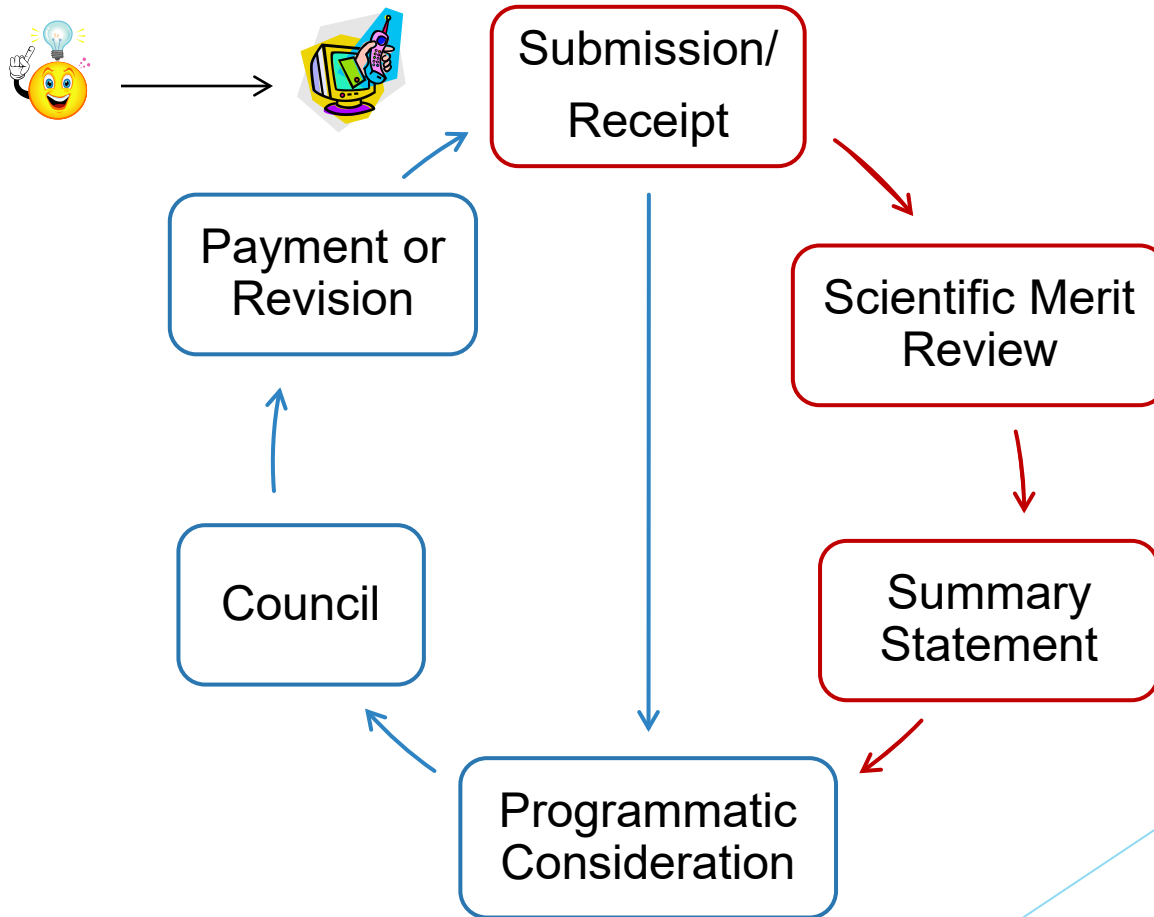 Submission/
Receipt
Payment or
Revision
Scientific Merit
Review
Council
Summary
Statement
Programmatic
Consideration